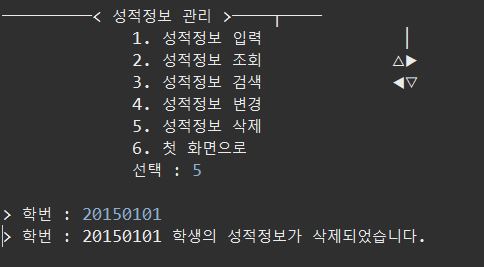 < 성적정보 관리 >
1. 성적정보 입력
2. 성적정보 조회
3. 성적정보 검색
4. 성적정보 변경
5. 성적정보 삭제
6. 첫 화면으로
선택 : 5
> 학번 : 20150101
> 학번 : 20150101 학생의 성적정보가 삭제되었습니다.